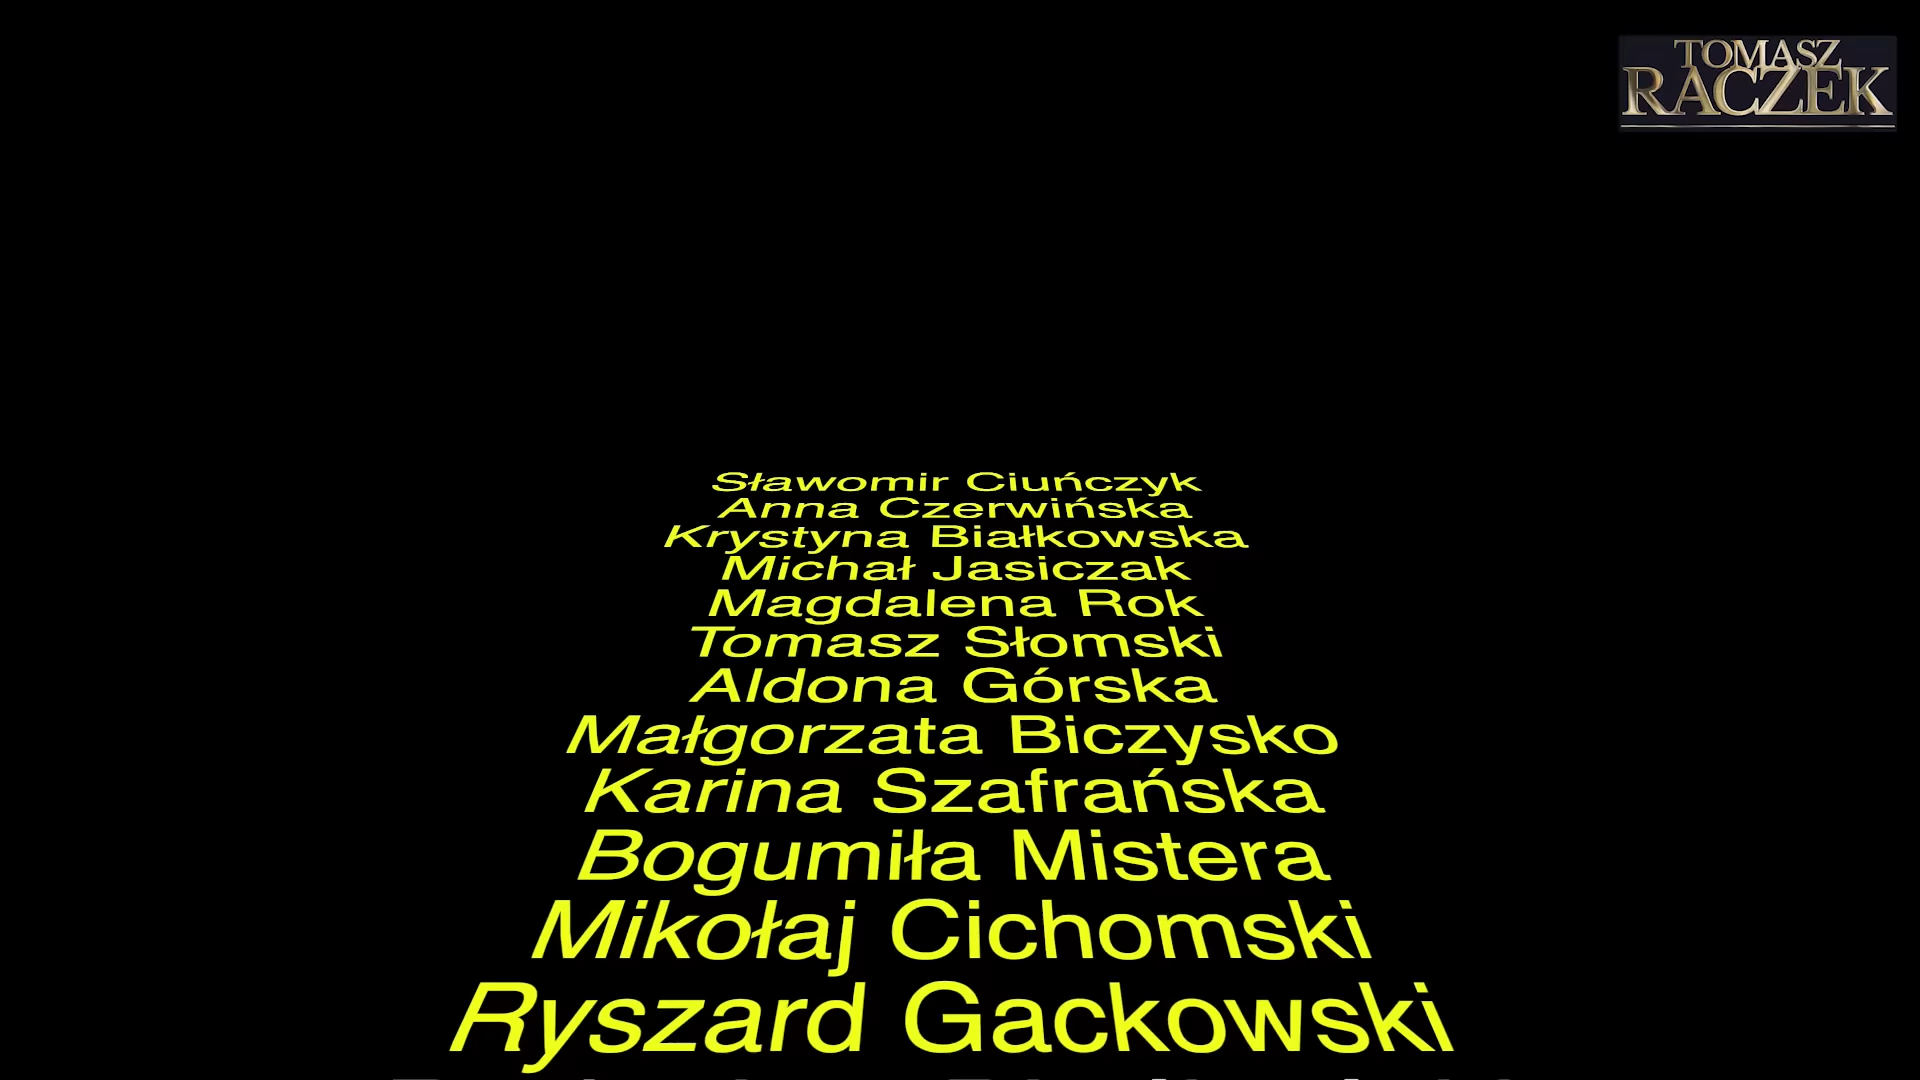 TOMASZ
RACZEK
Sławomir Ciuńczyk
Anna Czerwińska
Krystyna Białkowska
Michał Jasiczak
Magdalena Rok
Tomasz Słomski
Aldona Górska
Małgorzata Biczysko
Karina Szafrańska
Bogumiła Mistera
Mikołaj Cichomski
Ryszard Gackowski